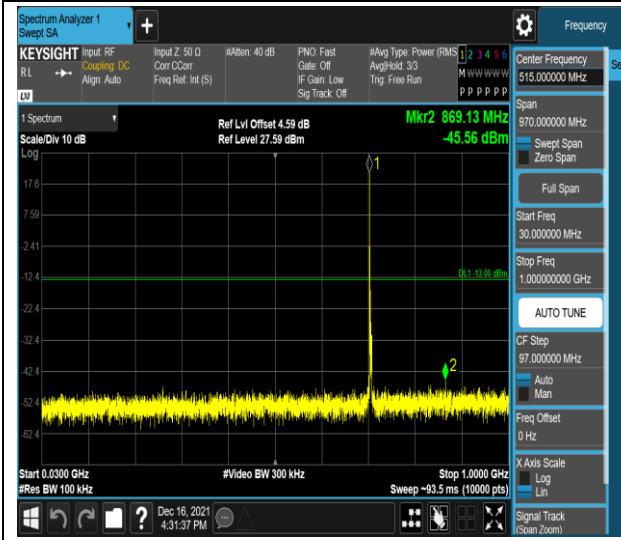 Spectrum Analyzer 1
Swept SA
Frequency
KEYSIGHT
RL
LXI
Input: RF
Coupling: DC
Align: Auto
Input Z: 50 Ω
Corr CCorr
Freq Ref: Int (S)
#Atten: 40 dB
PNO: Fast
Gate: Off
IF Gain: Low
Sig Track: Off
#Avg Type: Power (RMS
Avg|Hold: 3/3
Trig: Free Run
1 2 3 4 5 6
M W W W W W
P P P P P P
1 Spectrum
Scale/Div 10 dB
Log
Ref Lvl Offset 4.59 dB
Ref Level 27.59 dBm
Mkr2 869.13 MHz
-45.56 dBm
1
17.6
7.59
-2.41
-12.4
DL1 -13.00 dBm
-22.4
-32.4
-42.4
2
-52.4
-62.4
Start 0.0300 GHz
#Res BW 100 kHz
#Video BW 300 kHz
Stop 1.0000 GHz
Sweep ~93.5 ms (10000 pts)
?
Dec 16, 2021
4:31:37 PM
Center Frequency
515.000000 MHz
Se
Span
970.000000 MHz
Swept Span
Zero Span
Full Span
Start Freq
30.000000 MHz
Stop Freq
1.000000000 GHz
AUTO TUNE
CF Step
97.000000 MHz
Auto
Man
Freq Offset
0 Hz
X Axis Scale
Log
Lin
Signal Track
(Span Zoom)